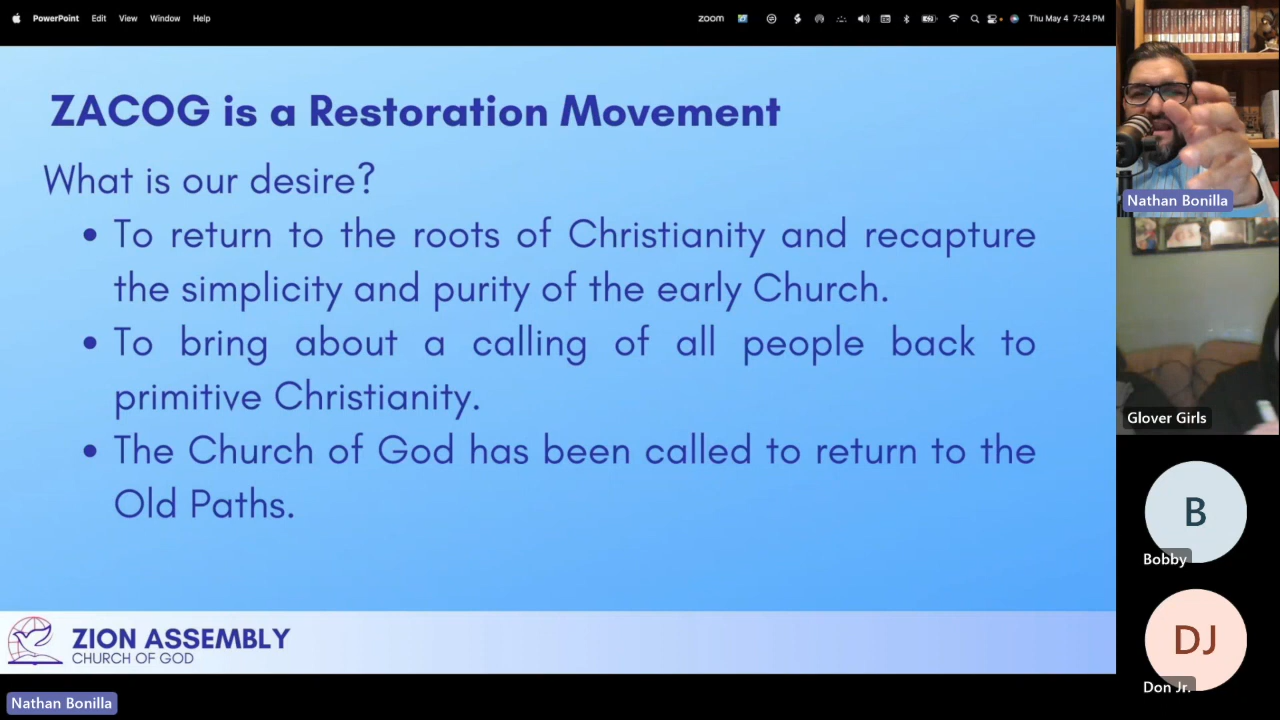 PowerPoint Edit View Window Help
zoom Thu May 4 7:24 PM
ZACOG is a Restoration Movement
What is our desire?
• To return to the roots of Christianity and recapture
the simplicity and purity of the early Church.
• To bring about a calling of all people back to
primitive Christianity.
• The Church of God has been called to return to the
Old Paths.
ZION ASSEMBLY
CHURCH OF GOD
Nathan Bonilla
Nathan Bonilla
Glover Girls
B
Bobby
DJ
Don Jr.